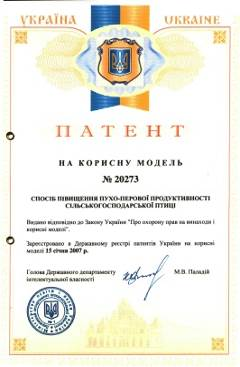 УКРАЇНА
UKRAINE
ПАТЕНТ
НА КОРИСНУ МОДЕЛЬ
№ 20273
СПОСІБ ПІВИЩЕННЯ ПУХО-ПЕРОВОЇ ПРОДУКТИВНОСТІ
СІЛЬСЬКОГОСПОДАРСЬКОЇ ПТИЦІ
Видано відповідно до Закону України "Про охорону прав на винаходи і
корисні моделі".
Зареєстровано в Державному реєстрі патентів України на корисні
моделі 15 січня 2007 р.
Голова Державного департаменту
інтелектуальної власності
М.В. Паладій